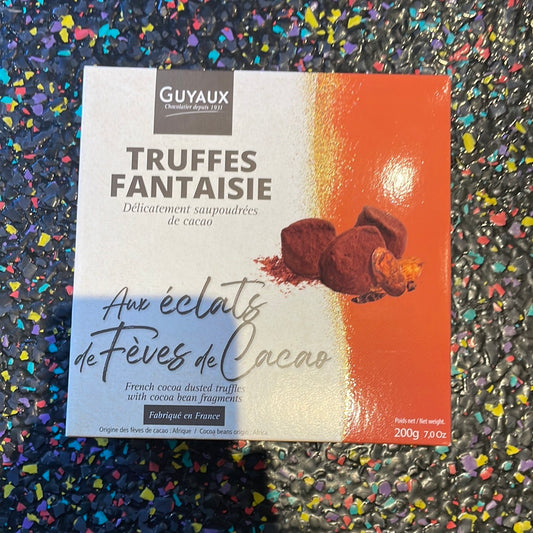 GUYAUX
Chocolatier depuis 1931
TRUFFES
FANTAISIE
Délicatement saupoudrées
de cacao
Aux éclats
de Fèves de Cacao
French cocoa dusted truffles
with cocoa bean fragments
Fabriqué en France
Origine des fèves de cacao : Afrique / Cocoa beans origin : Africa
Poids net / Net weight.
200g 7,0 Oz